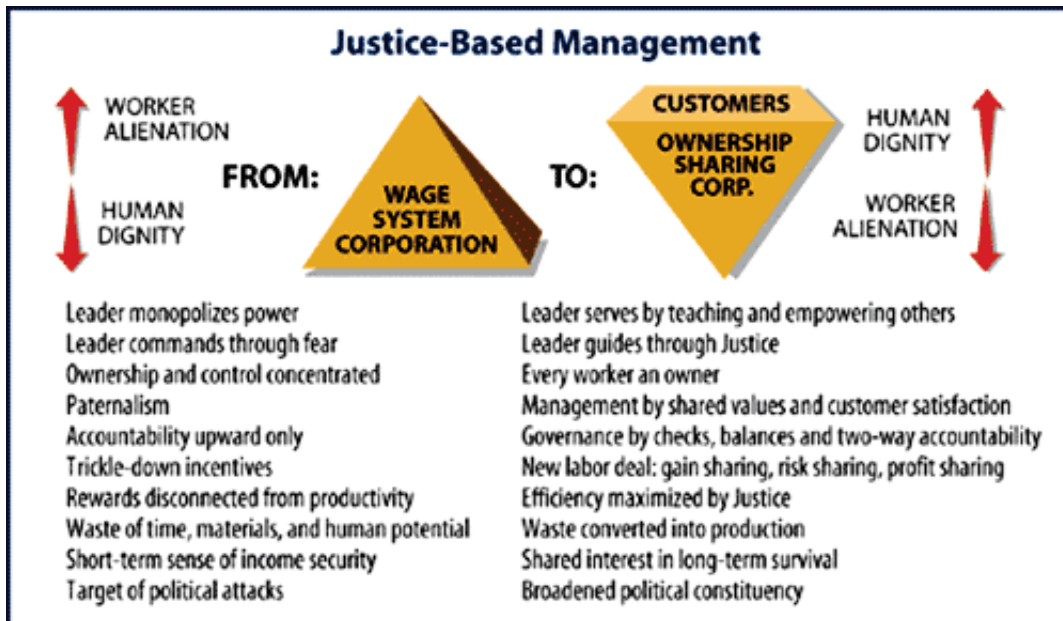 Justice-Based Management
WORKER
ALIENATION
HUMAN
DIGNITY
FROM:
WAGE
SYSTEM
CORPORATION
TO:
CUSTOMERS
OWNERSHIP
SHARING
CORP.
HUMAN
DIGNITY
WORKER
ALIENATION
Leader monopolizes power
Leader commands through fear
Ownership and control concentrated
Paternalism
Accountability upward only
Trickle-down incentives
Rewards disconnected from productivity
Waste of time, materials, and human potential
Short-term sense of income security
Target of political attacks
Leader serves by teaching and empowering others
Leader guides through Justice
Every worker an owner
Management by shared values and customer satisfaction
Governance by checks, balances and two-way accountability
New labor deal: gain sharing, risk sharing, profit sharing
Efficiency maximized by Justice
Waste converted into production
Shared interest in long-term survival
Broadened political constituency